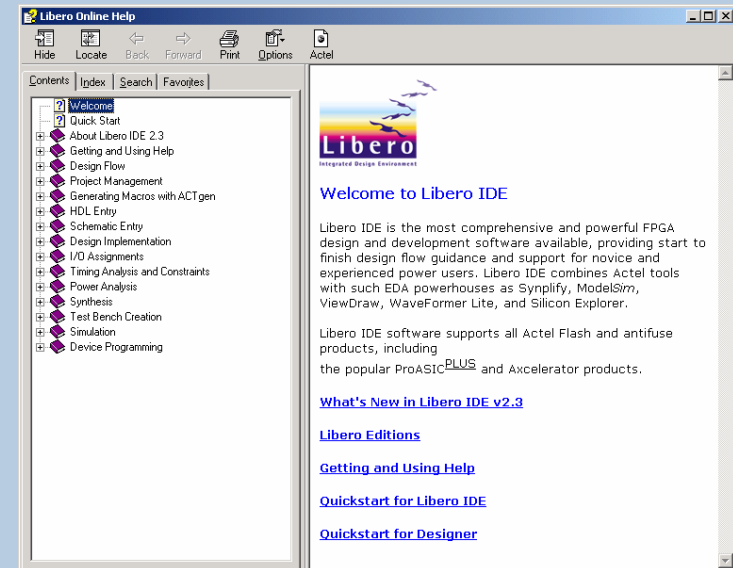 Libero Online Help
Hide Locate Back Forward Print Options Actel
Contents Index Search Favorites
Welcome
Quick Start
About Libero IDE 2.3
Getting and Using Help
Design Flow
Project Management
Generating Macros with ACTgen
HDL Entry
Schematic Entry
Design Implementation
I/O Assignments
Timing Analysis and Constraints
Power Analysis
Synthesis
Test Bench Creation
Simulation
Device Programming
Libero
Integrated Design Environment
Welcome to Libero IDE
Libero IDE is the most comprehensive and powerful FPGA
design and development software available, providing start to
finish design flow guidance and support for novice and
experienced power users. Libero IDE combines Actel tools
with such EDA powerhouses as Synplify, ModelSim,
ViewDraw, WaveFormer Lite, and Silicon Explorer.
Libero IDE software supports all Actel Flash and antifuse
products, including
the popular ProASICPLUS and Axcelerator products.
What's New in Libero IDE v2.3
Libero Editions
Getting and Using Help
Quickstart for Libero IDE
Quickstart for Designer